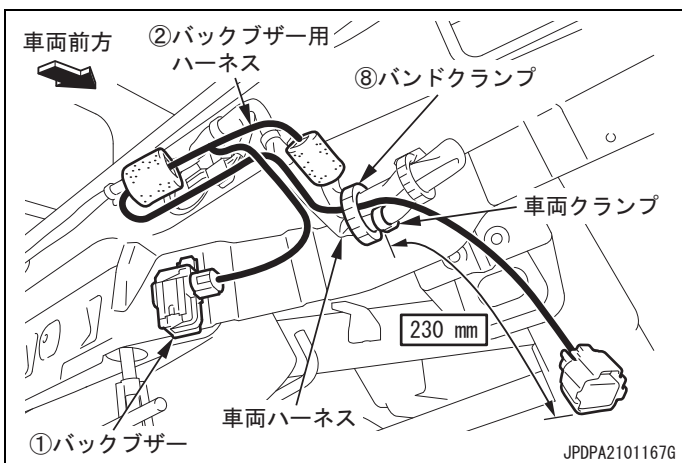 車両前方
②バックブザー用
ハーネス
⑧バンドクランプ
車両クランプ
230 mm
車両ハーネス
①バックブザー
JPDPA2101167G